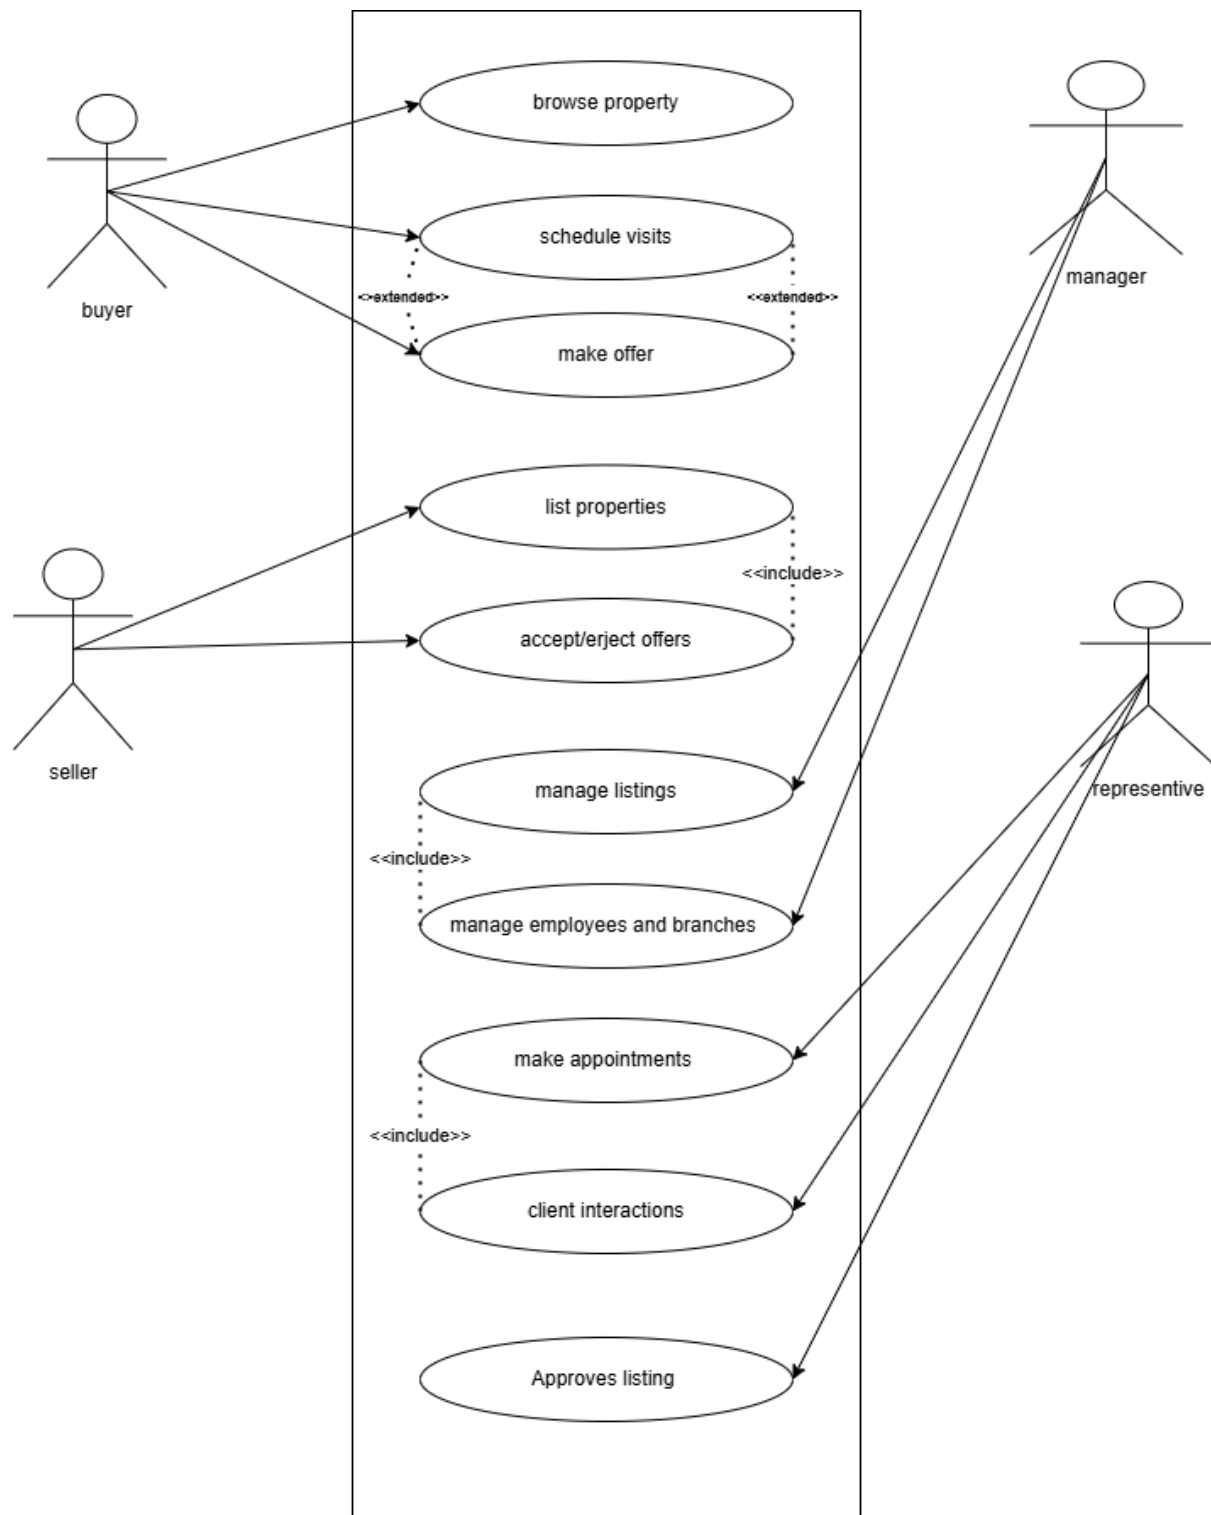 browse property
schedule visits
buyer
manager
<>extended>>
<<extended>>
make offer
list properties
<<include>>
accept/erject offers
seller
manage listings
representive
<<include>>
manage employees and branches
make appointments
<<include>>
client interactions
Approves listing